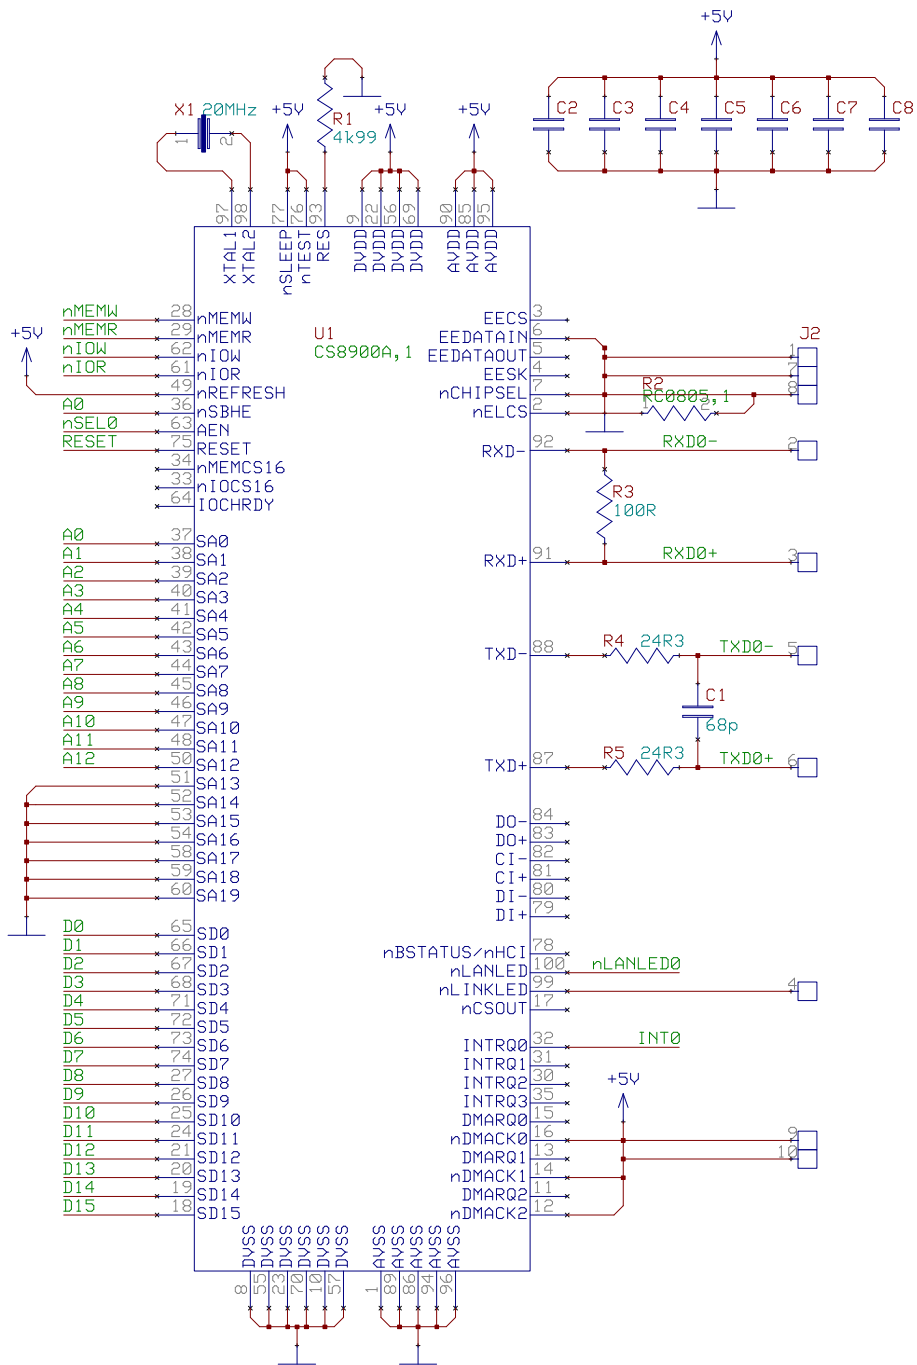 +5V
C2 C3 C4 C5 C6 C7 C8
X1 20MHz
1 2
+5V
R1
4k99
+5V
+5V
97 98 77 76 93 9 22 56 69 90 85 95
XTAL1 XTAL2 nSLEEP nTEST RES DVDD DVDD DVDD DVDD AVDD AVDD AVDD
U1
CS8900A,1
+5V
nMEMW 28 nMEMW
nMEMR 29 nMEMR
nIOW 62 nIOW
nIOR 61 nIOR
49 nREFRESH
A0 36 nSBHE
nSEL0 63 AEN
RESET 75 RESET
34 nMEMCS16
33 nIOCS16
64 IOCHRDY
A0 37 SA0
A1 38 SA1
A2 39 SA2
A3 40 SA3
A4 41 SA4
A5 42 SA5
A6 43 SA6
A7 44 SA7
A8 45 SA8
A9 46 SA9
A10 47 SA10
A11 48 SA11
A12 50 SA12
51 SA13
52 SA14
53 SA15
54 SA16
58 SA17
59 SA18
60 SA19
D0 65 SD0
D1 66 SD1
D2 67 SD2
D3 68 SD3
D4 71 SD4
D5 72 SD5
D6 73 SD6
D7 74 SD7
D8 27 SD8
D9 26 SD9
D10 25 SD10
D11 24 SD11
D12 21 SD12
D13 20 SD13
D14 19 SD14
D15 18 SD15
EECS 3
EEDATAIN 6
EEDATAOUT 5
EESK 4
nCHIPSEL 7
nELCS 2
J2
1
7
8
R2
RC0805,1
1 2
RXD- 92 RXD0- 2
R3
100R
RXD+ 91 RXD0+ 3
TXD- 88 R4 24R3 TXD0- 5
C1
68p
TXD+ 87 R5 24R3 TXD0+ 6
DO- 84
DO+ 83
CI- 82
CI+ 81
DI- 80
DI+ 79
nBSTATUS/nHCI 78
nLANLED 100 nLANLED0
nLINKLED 99 4
nCSOUT 17
INTRQ0 32 INT0
INTRQ1 31
INTRQ2 30
INTRQ3 35
+5V
DMARQ0 15
nDMACK0 16 9
DMARQ1 13 10
nDMACK1 14
DMARQ2 11
nDMACK2 12
DVSS DVSS DVSS DVSS DVSS DVSS AVSS AVSS AVSS AVSS AVSS
8 55 23 70 10 57 1 89 86 94 96